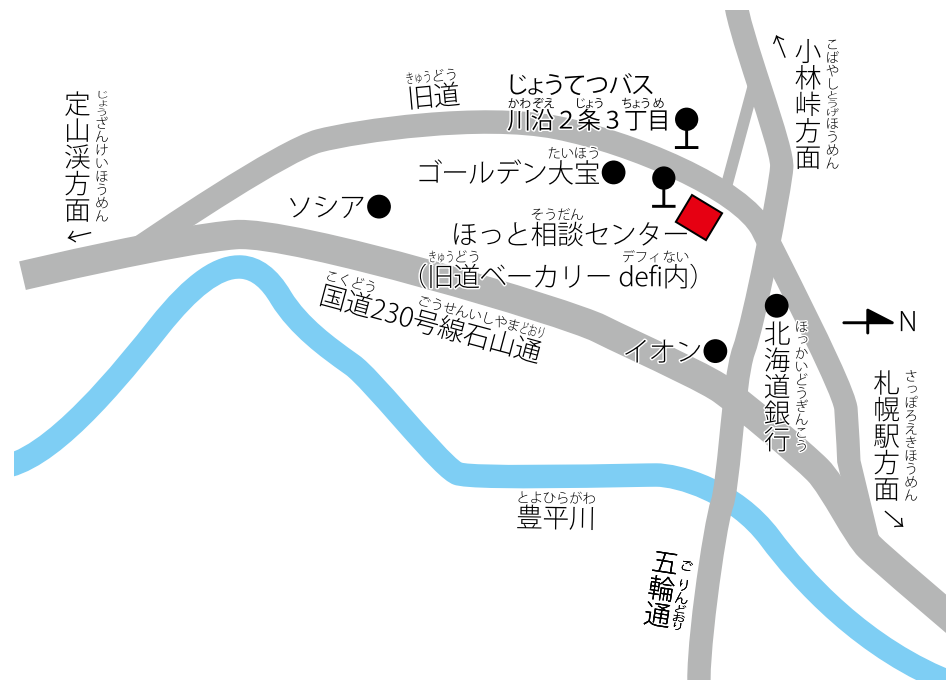 じょうざんけいほうめん
定山渓方面
←
きゅうどう
旧道
じょうてつバス
かわぞえ じょう ちょうめ
川沿2条3丁目
こばやしとうげほうめん
小林峠方面
たいほう
ゴールデン大宝
ソシア
そうだん
ほっと相談センター
きゅうどう デフィ ない
（旧道ベーカリー defi内）
こくどう ごうせんいしやまどおり
国道230号線石山通
イオン
ほっかいどうぎんこう
北海道銀行
N
さっぽろえきほうめん
札幌駅方面
とよひらがわ
豊平川
ごりんどおり
五輪通